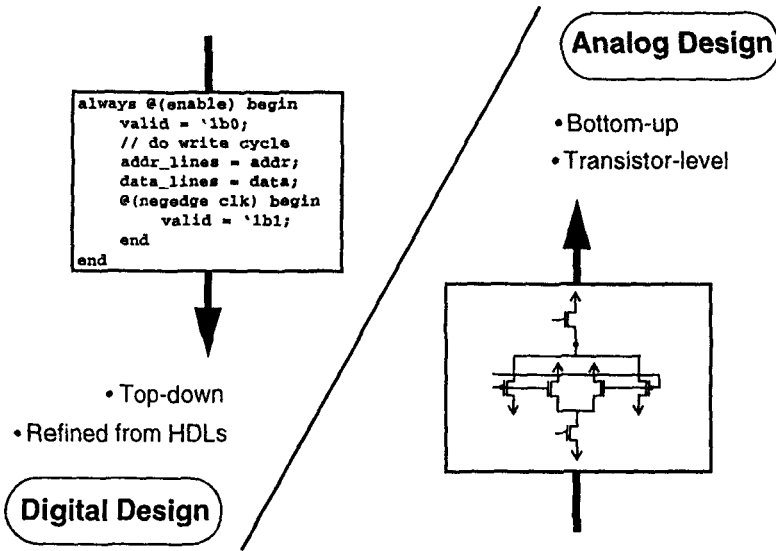 always @(enable) begin
valid = `1b0;
// do write cycle
addr_lines = addr;
data_lines = data;
@(negedge clk) begin
valid = `1b1;
end
end
• Top-down
• Refined from HDLs
Digital Design
Analog Design
• Bottom-up
• Transistor-level